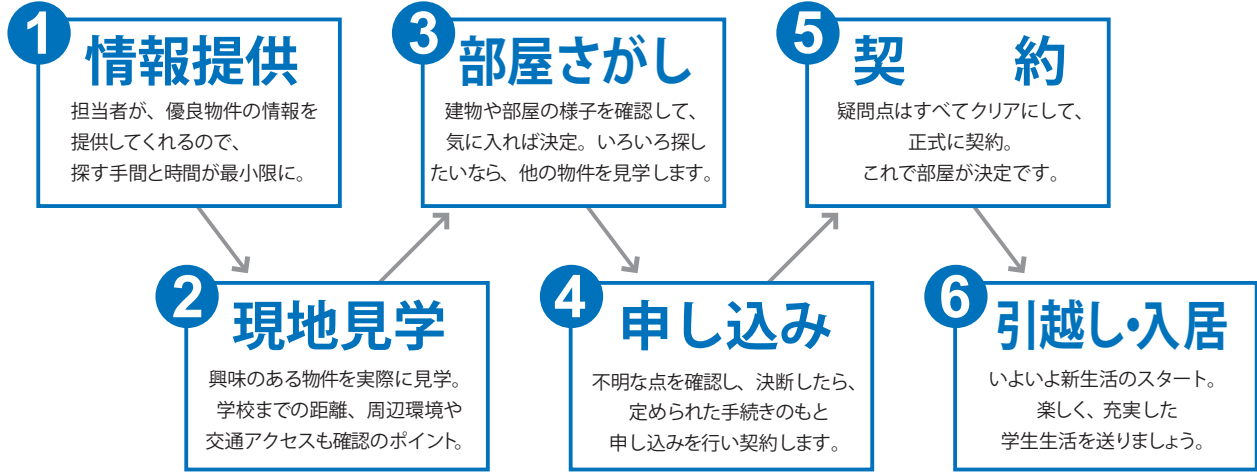 1
情報提供
担当者が、優良物件の情報を
提供してくれるので、
探す手間と時間が最小限に。
2
現地見学
興味のある物件を実際に見学。
学校までの距離、周辺環境や
交通アクセスも確認のポイント。
3
部屋さがし
建物や部屋の様子を確認して、
気に入れば決定。いろいろ探し
たいなら、他の物件を見学します。
4
申し込み
不明な点を確認し、決断したら、
定められた手続きのもと
申し込みを行い契約します。
5
契　約
疑問点はすべてクリアにして、
正式に契約。
これで部屋が決定です。
6
引越し・入居
いよいよ新生活のスタート。
楽しく、充実した
学生生活を送りましょう。